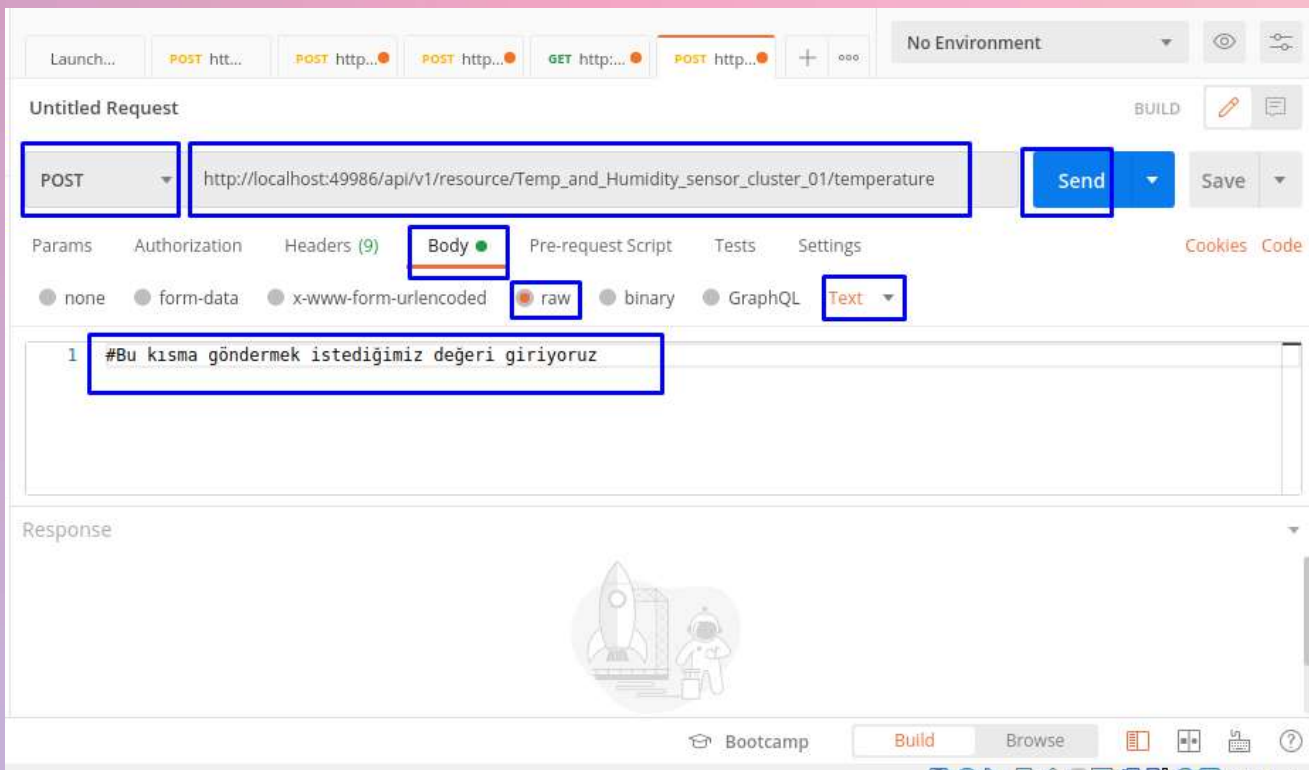 Launch... POST htt... POST http... POST http... GET http:... POST http... No Environment
Untitled Request BUILD
POST http://localhost:49986/api/v1/resource/Temp_and_Humidity_sensor_cluster_01/temperature Send Save
Params Authorization Headers (9) Body Pre-request Script Tests Settings Cookies Code
none form-data x-www-form-urlencoded raw binary GraphQL Text
1 #Bu kısma göndermek istediğimiz değeri giriyoruz
Response
Bootcamp Build Browse